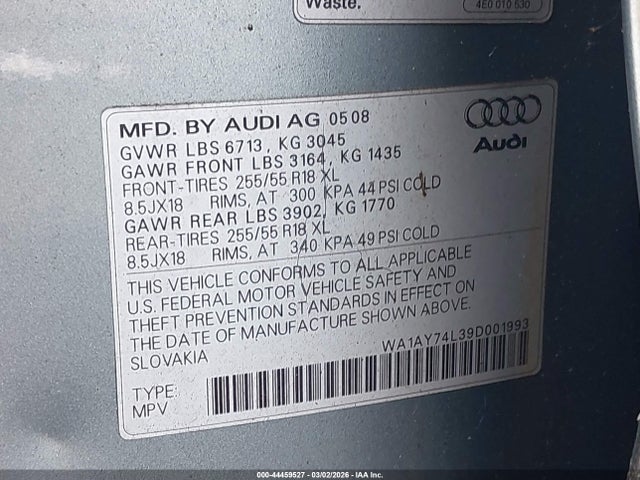 Waste.
4E0 010 530
MFD. BY AUDI AG 0508
GVWR LBS 6713, KG 3045
GAWR FRONT LBS 3164, KG 1435
FRONT-TIRES 255/55 R18 XL
8.5JX18 RIMS, AT 300 KPA 44 PSI COLD
GAWR REAR LBS 3902, KG 1770
REAR-TIRES 255/55 R18 XL
8.5JX18 RIMS, AT 340 KPA 49 PSI COLD
Audi
THIS VEHICLE CONFORMS TO ALL APPLICABLE
U.S. FEDERAL MOTOR VEHICLE SAFETY AND
THEFT PREVENTION STANDARDS IN EFFECT ON
THE DATE OF MANUFACTURE SHOWN ABOVE.
SLOVAKIA
WA1AY74L39D001993
TYPE:
MPV
000-44459527 - 03/02/2026 - IAA Inc.